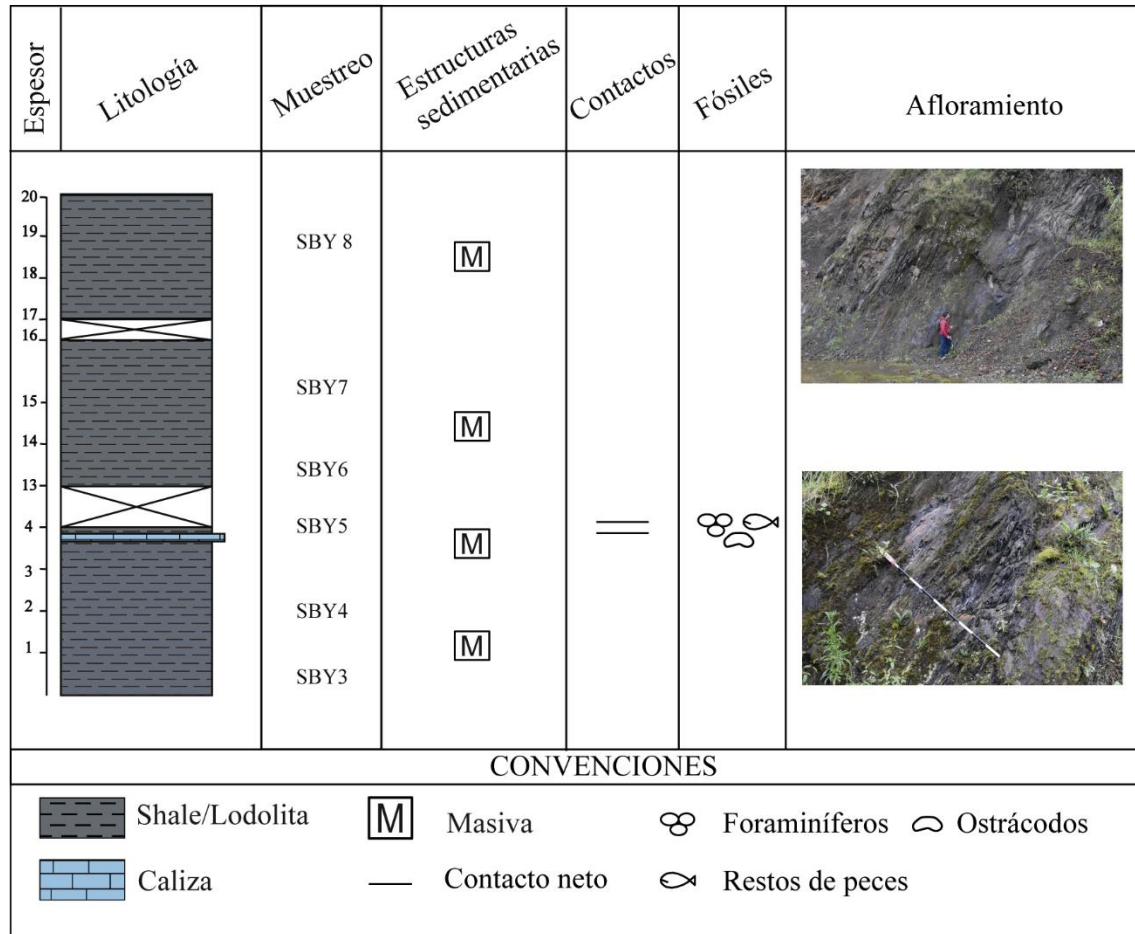 Espesor
Litología
Muestreo
Estructuras
sedimentarias
Contactos
Fósiles
Afloramiento
20
19
SBY 8
M
18
17
16
SBY7
15
M
14
SBY6
13
4
SBY5
M
3
2
SBY4
M
1
SBY3
CONVENCIONES
Shale/Lodolita
M Masiva
Foraminíferos
Ostrácodos
Caliza
Contacto neto
Restos de peces